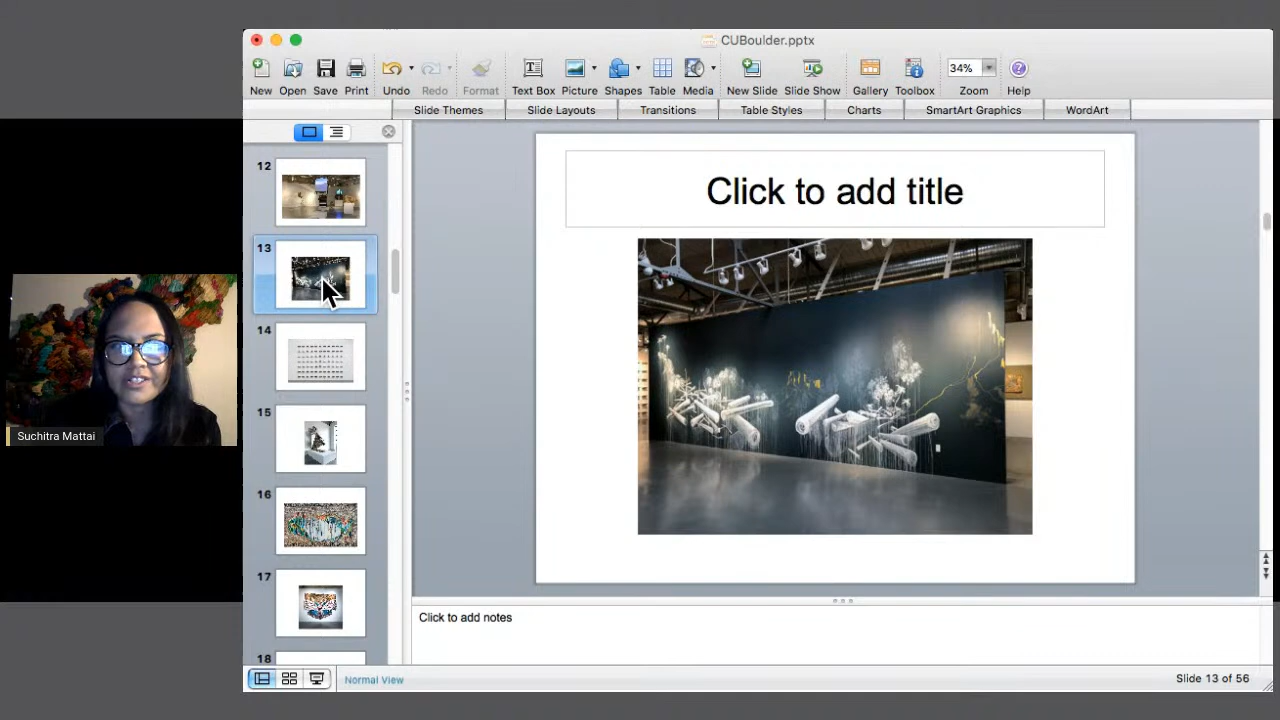 CUBoulder.pptx
New Open Save Print Undo Redo Format Text Box Picture Shapes Table Media New Slide Slide Show Gallery Toolbox 34% Zoom Help
Slide Themes Slide Layouts Transitions Table Styles Charts SmartArt Graphics WordArt
12
13
14
15
16
17
18
Click to add title
Click to add notes
Suchitra Mattai
Normal View
Slide 13 of 56